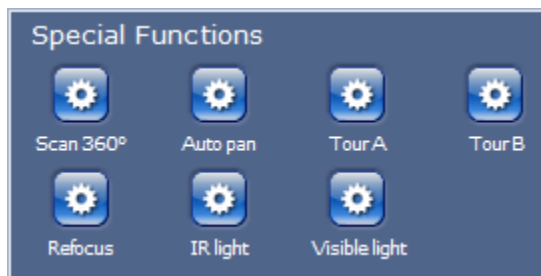 Special Functions
Scan 360° Auto pan Tour A Tour B
Refocus IR light Visible light